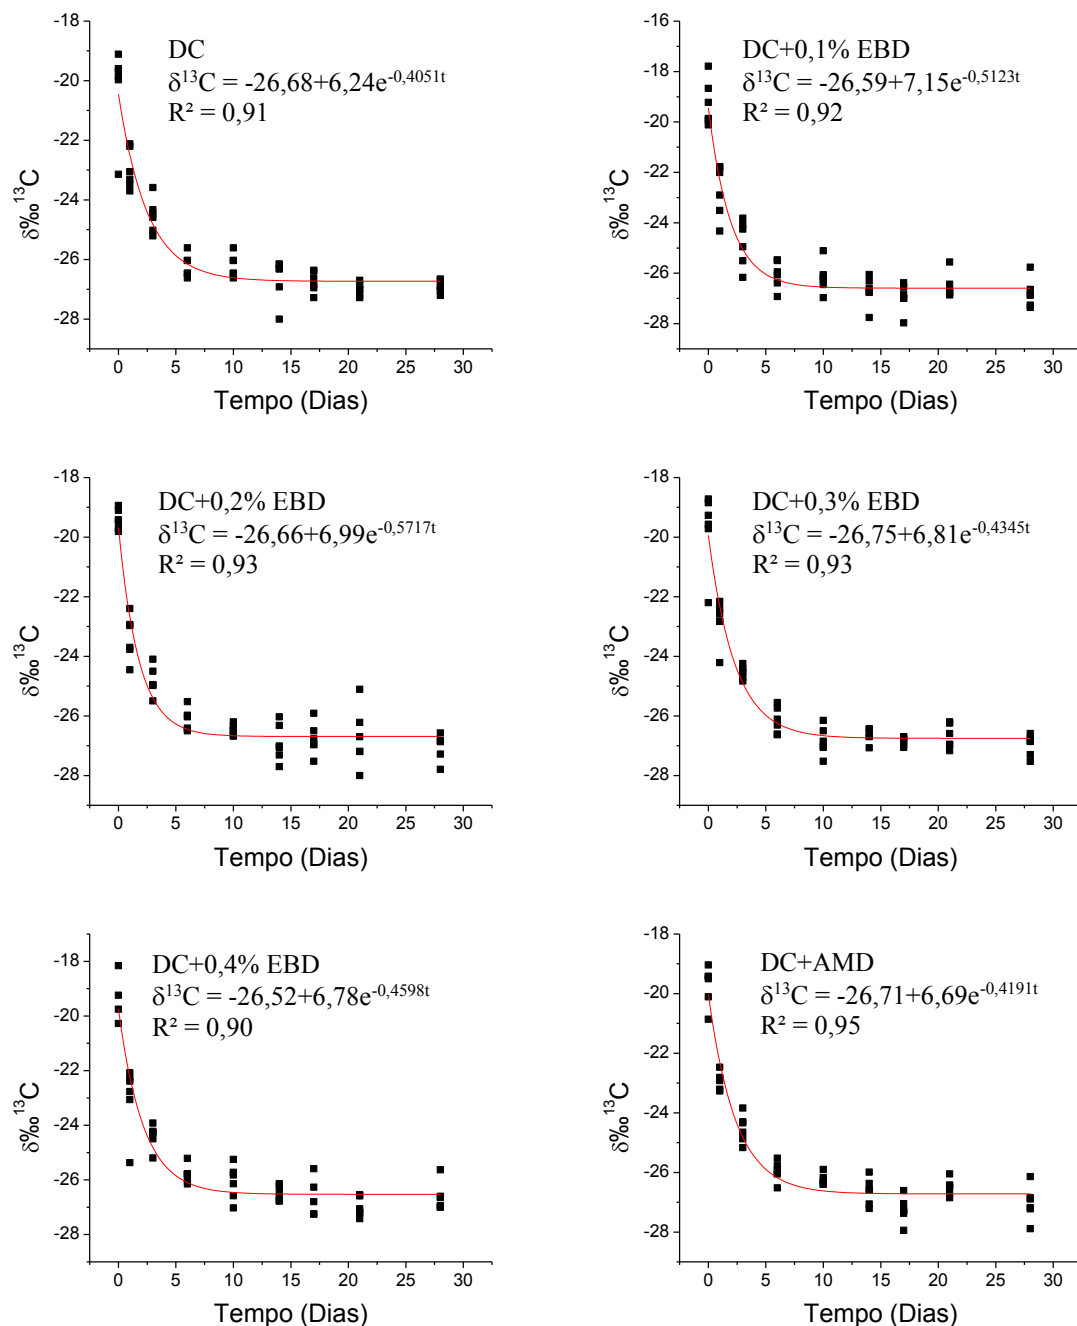 DC
δ¹³C = -26,68+6,24e⁻⁰,⁴⁰⁵¹ᵗ
R² = 0,91
-18
-20
-22
-24
-26
-28
δ‰ ¹³C
0 5 10 15 20 25 30
Tempo (Dias)
DC+0,1% EBD
δ¹³C = -26,59+7,15e⁻⁰,⁵¹²³ᵗ
R² = 0,92
-16
-18
-20
-22
-24
-26
-28
δ‰ ¹³C
0 5 10 15 20 25 30
Tempo (Dias)
DC+0,2% EBD
δ¹³C = -26,66+6,99e⁻⁰,⁵⁷¹⁷ᵗ
R² = 0,93
-18
-20
-22
-24
-26
-28
δ‰ ¹³C
0 5 10 15 20 25 30
Tempo (Dias)
DC+0,3% EBD
δ¹³C = -26,75+6,81e⁻⁰,⁴³⁴⁵ᵗ
R² = 0,93
-18
-20
-22
-24
-26
-28
δ‰ ¹³C
0 5 10 15 20 25 30
Tempo (Dias)
DC+0,4% EBD
δ¹³C = -26,52+6,78e⁻⁰,⁴⁵⁹⁸ᵗ
R² = 0,90
-18
-20
-22
-24
-26
-28
δ‰ ¹³C
0 5 10 15 20 25 30
Tempo (Dias)
DC+AMD
δ¹³C = -26,71+6,69e⁻⁰,⁴¹⁹¹ᵗ
R² = 0,95
-18
-20
-22
-24
-26
-28
δ‰ ¹³C
0 5 10 15 20 25 30
Tempo (Dias)